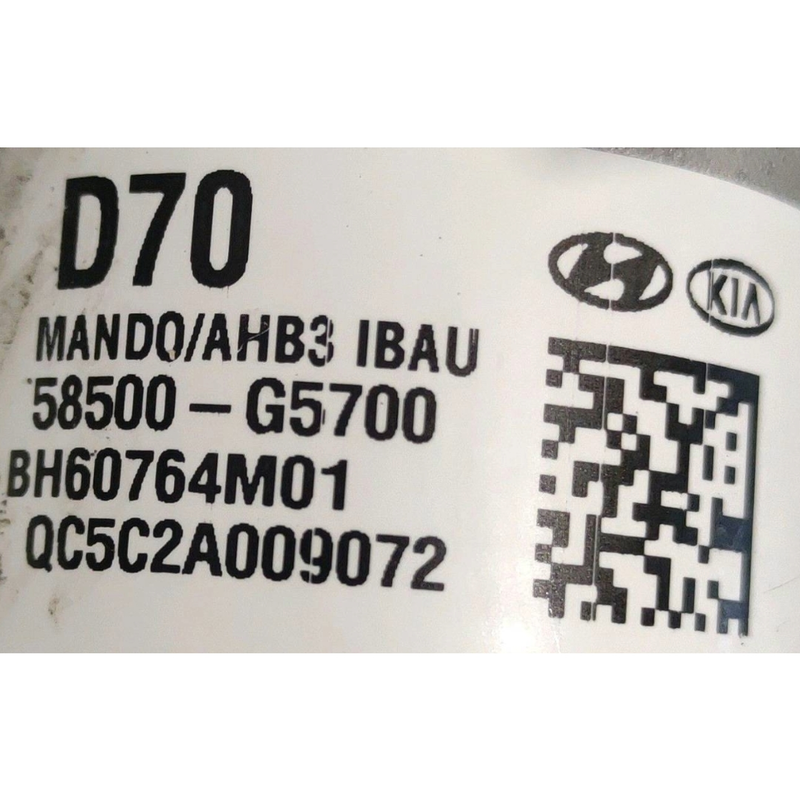 D70
MANDO/AHB3 IBAU
58500-G5700
BH60764M01
QC5C2A009072
KIA